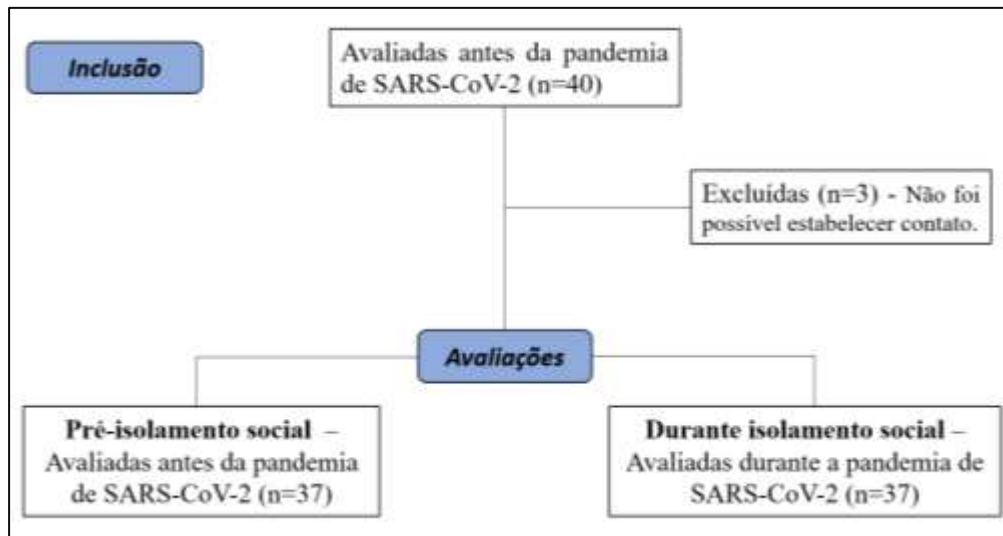 Inclusão
Avaliadas antes da pandemia
de SARS-CoV-2 (n=40)
Excluídas (n=3) - Não foi
possível estabelecer contato.
Avaliações
Pré-isolamento social –
Avaliadas antes da pandemia
de SARS-CoV-2 (n=37)
Durante isolamento social –
Avaliadas durante a pandemia de
SARS-CoV-2 (n=37)